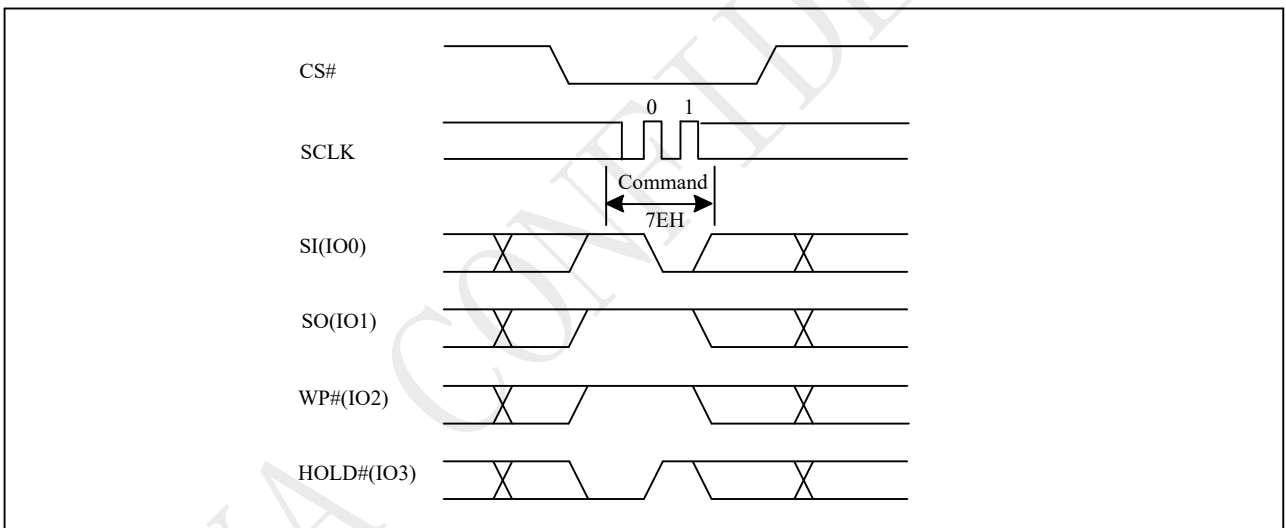 CS#
0 1
SCLK
Command
7EH
SI(IO0)
SO(IO1)
WP#(IO2)
HOLD#(IO3)